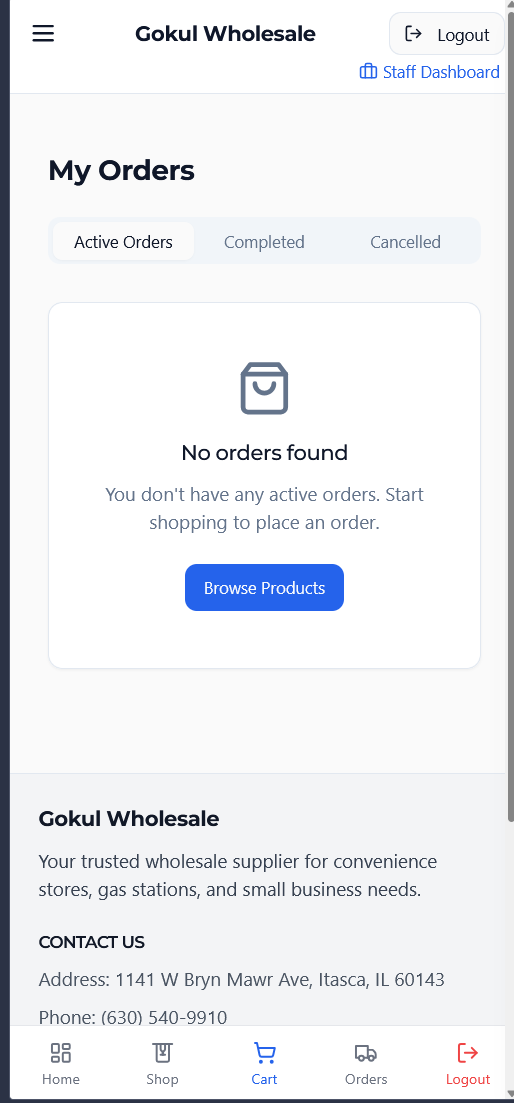 Gokul Wholesale
Logout
Staff Dashboard
My Orders
Active Orders
Completed
Cancelled
No orders found
You don't have any active orders. Start
shopping to place an order.
Browse Products
Gokul Wholesale
Your trusted wholesale supplier for convenience
stores, gas stations, and small business needs.
CONTACT US
Address: 1141 W Bryn Mawr Ave, Itasca, IL 60143
Phone: (630) 540-9910
Home
Shop
Cart
Orders
Logout